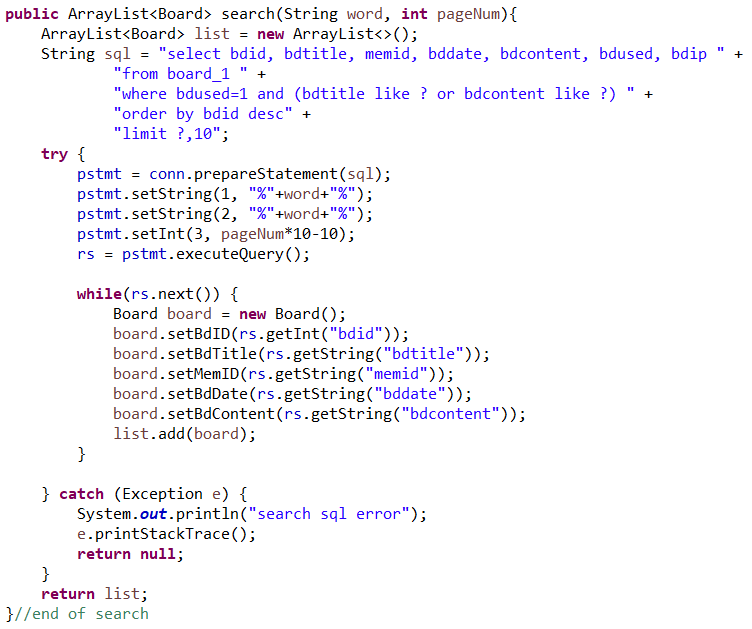 public ArrayList<Board> search(String word, int pageNum){
    ArrayList<Board> list = new ArrayList<>();
    String sql = "select bdid, bdtitle, memid, bddate, bdcontent, bdused, bdip " +
            "from board_1 " +
            "where bdused=1 and (bdtitle like ? or bdcontent like ?) " +
            "order by bdid desc" +
            "limit ?,10";
    try {
        pstmt = conn.prepareStatement(sql);
        pstmt.setString(1, "%"+word+"%");
        pstmt.setString(2, "%"+word+"%");
        pstmt.setInt(3, pageNum*10-10);
        rs = pstmt.executeQuery();

        while(rs.next()) {
            Board board = new Board();
            board.setBdID(rs.getInt("bdid"));
            board.setBdTitle(rs.getString("bdtitle"));
            board.setMemID(rs.getString("memid"));
            board.setBdDate(rs.getString("bddate"));
            board.setBdContent(rs.getString("bdcontent"));
            list.add(board);
        }

    } catch (Exception e) {
        System.out.println("search sql error");
        e.printStackTrace();
        return null;
    }
    return list;
}//end of search